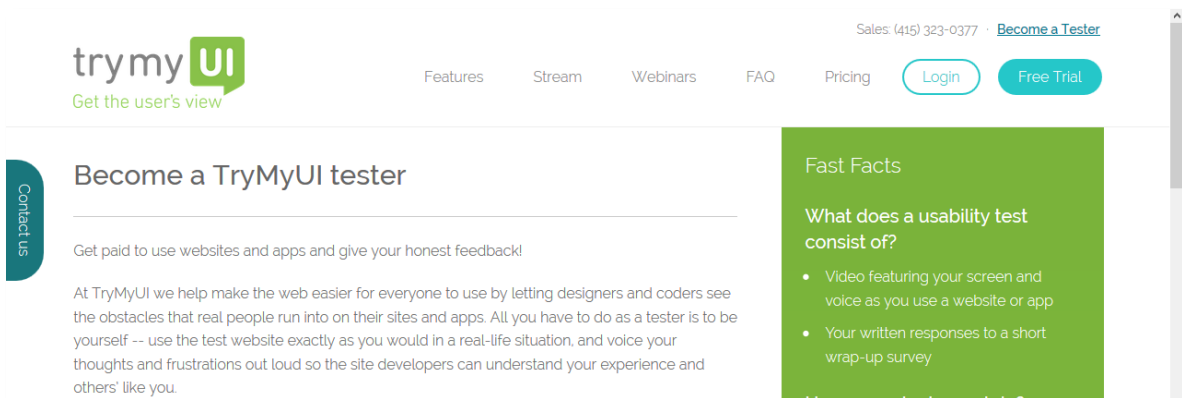 Sales: (415) 323-0377 · Become a Tester
trymyUI
Get the user's view
Features Stream Webinars FAQ Pricing Login Free Trial
Contact us
Become a TryMyUI tester
Get paid to use websites and apps and give your honest feedback!
At TryMyUI we help make the web easier for everyone to use by letting designers and coders see
the obstacles that real people run into on their sites and apps. All you have to do as a tester is to be
yourself -- use the test website exactly as you would in a real-life situation, and voice your
thoughts and frustrations out loud so the site developers can understand your experience and
others' like you.
Fast Facts
What does a usability test
consist of?
• Video featuring your screen and
voice as you use a website or app
• Your written responses to a short
wrap-up survey